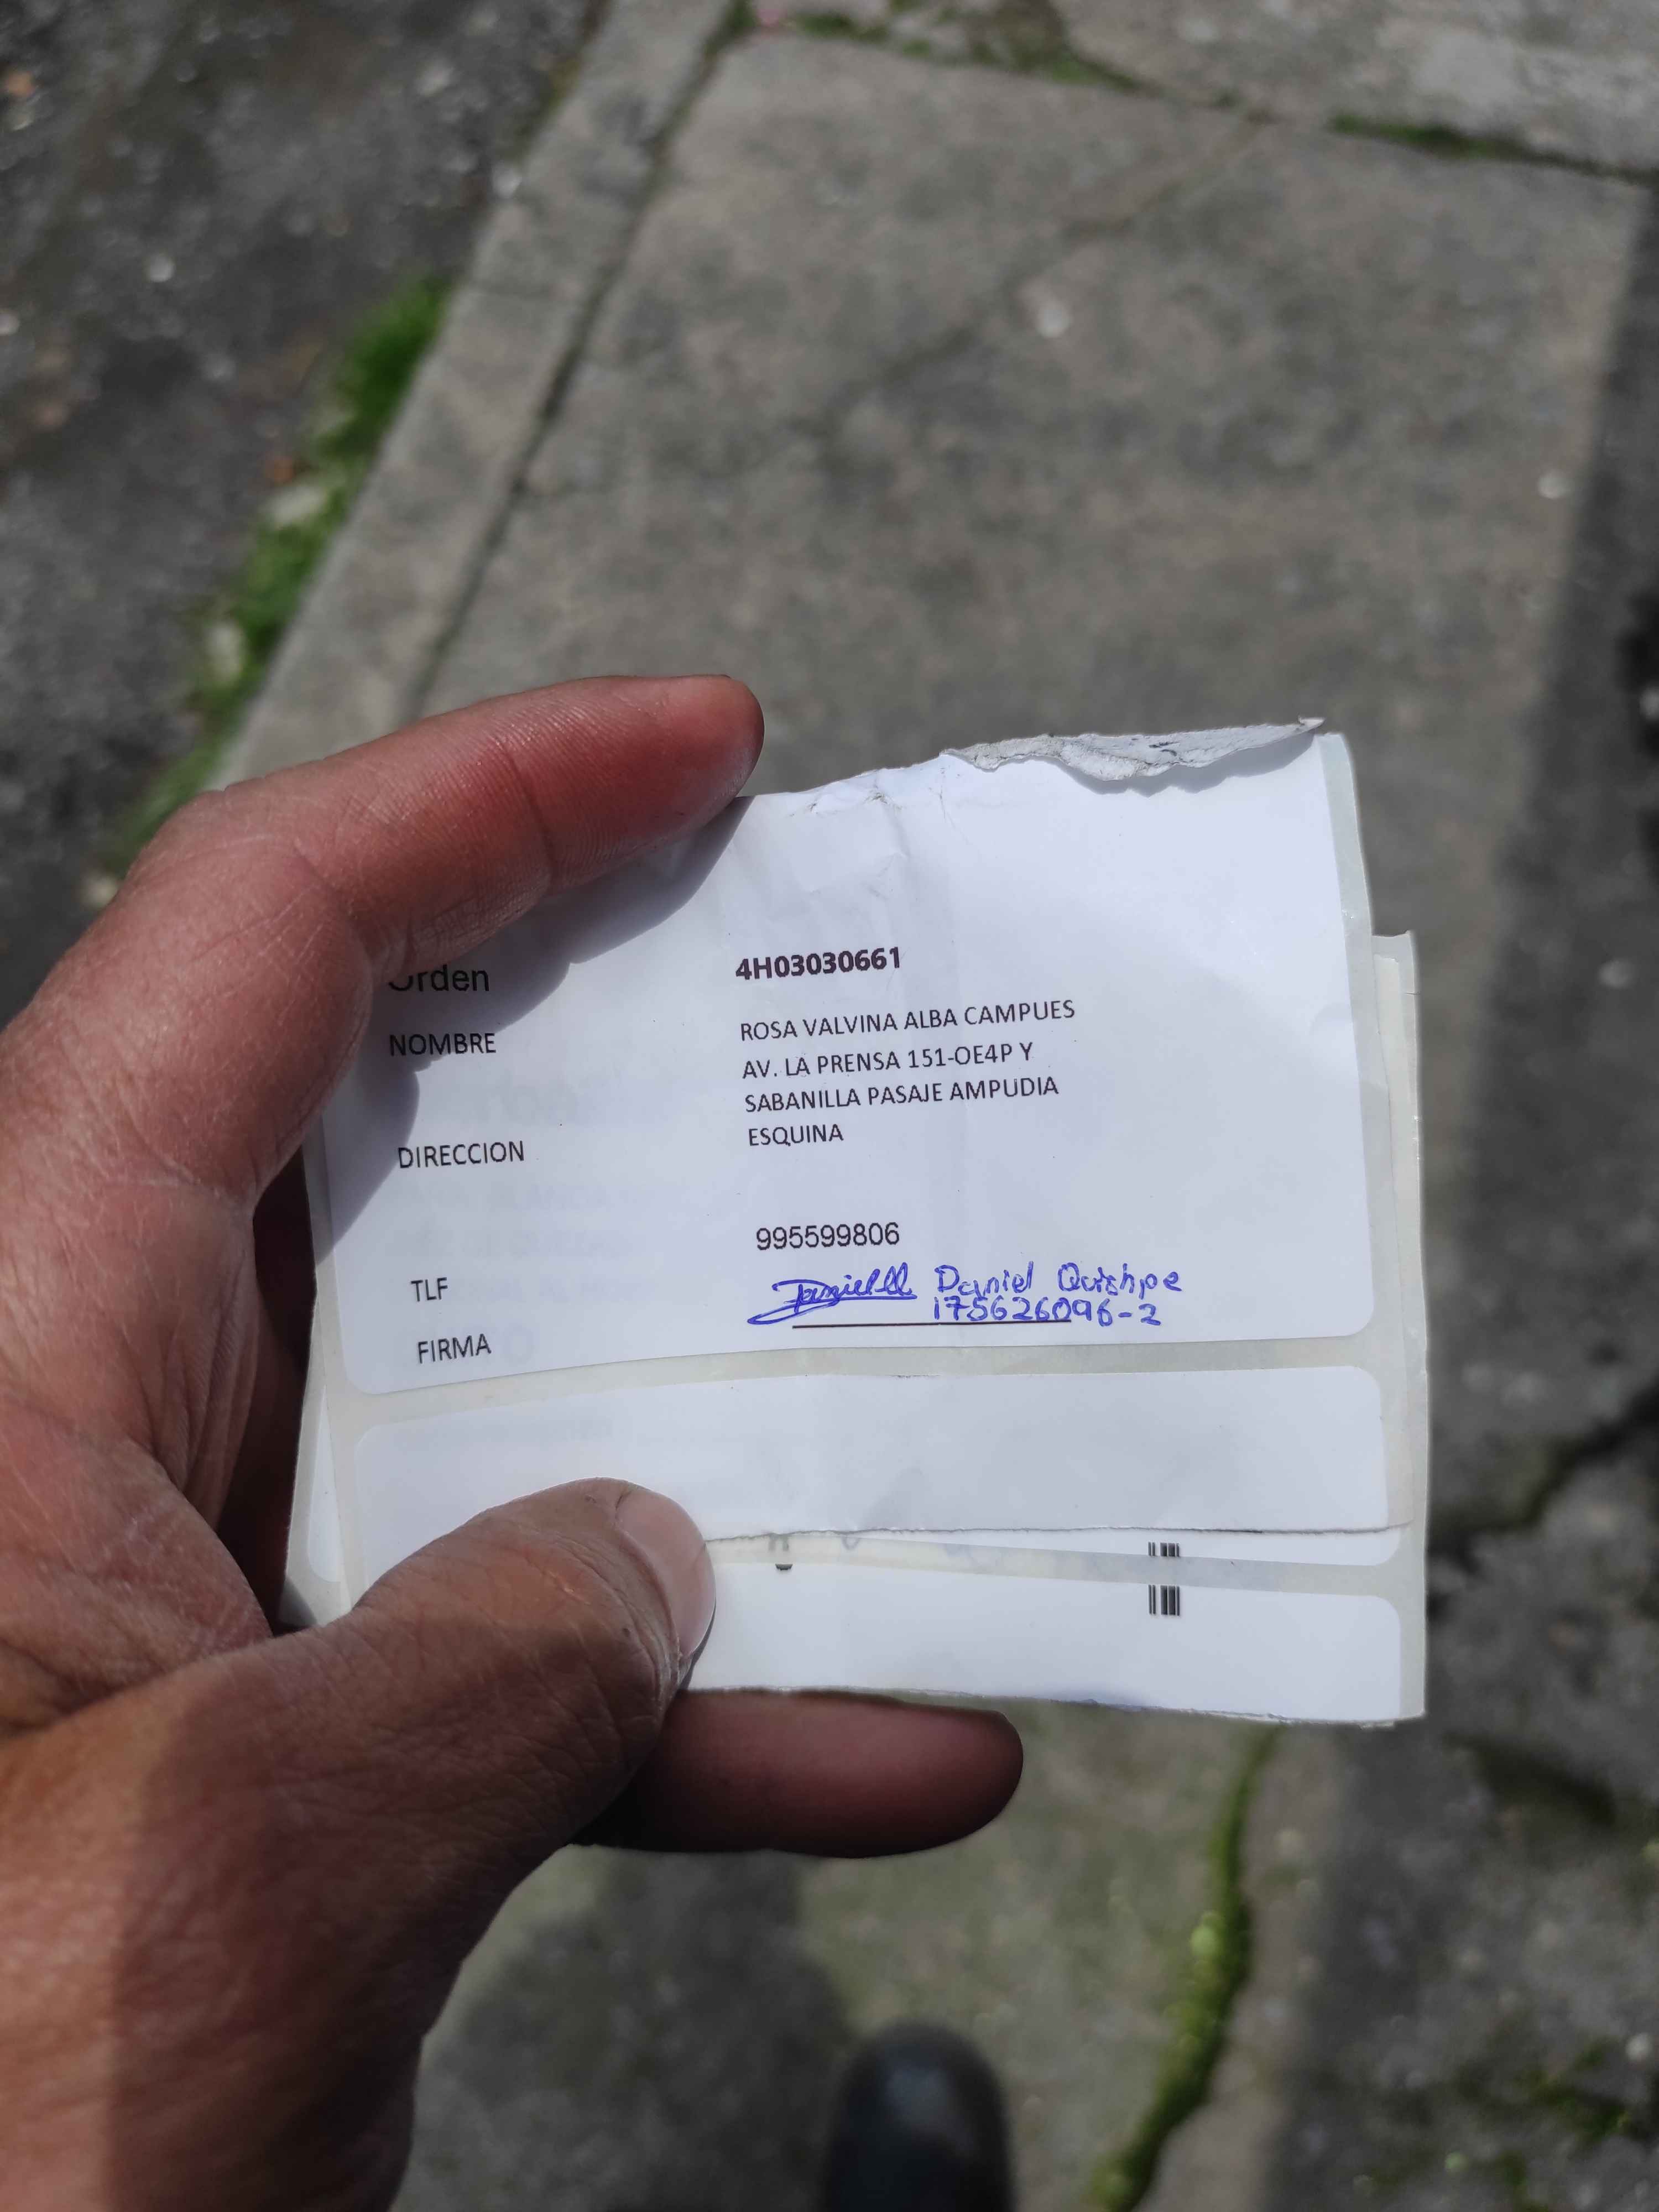 Orden 4H03030661
NOMBRE ROSA VALVINA ALBA CAMPUES
DIRECCION AV. LA PRENSA 151-OE4P Y
SABANILLA PASAJE AMPUDIA
ESQUINA
TLF 995599806
FIRMA Daniel Quishpe
175626096-2